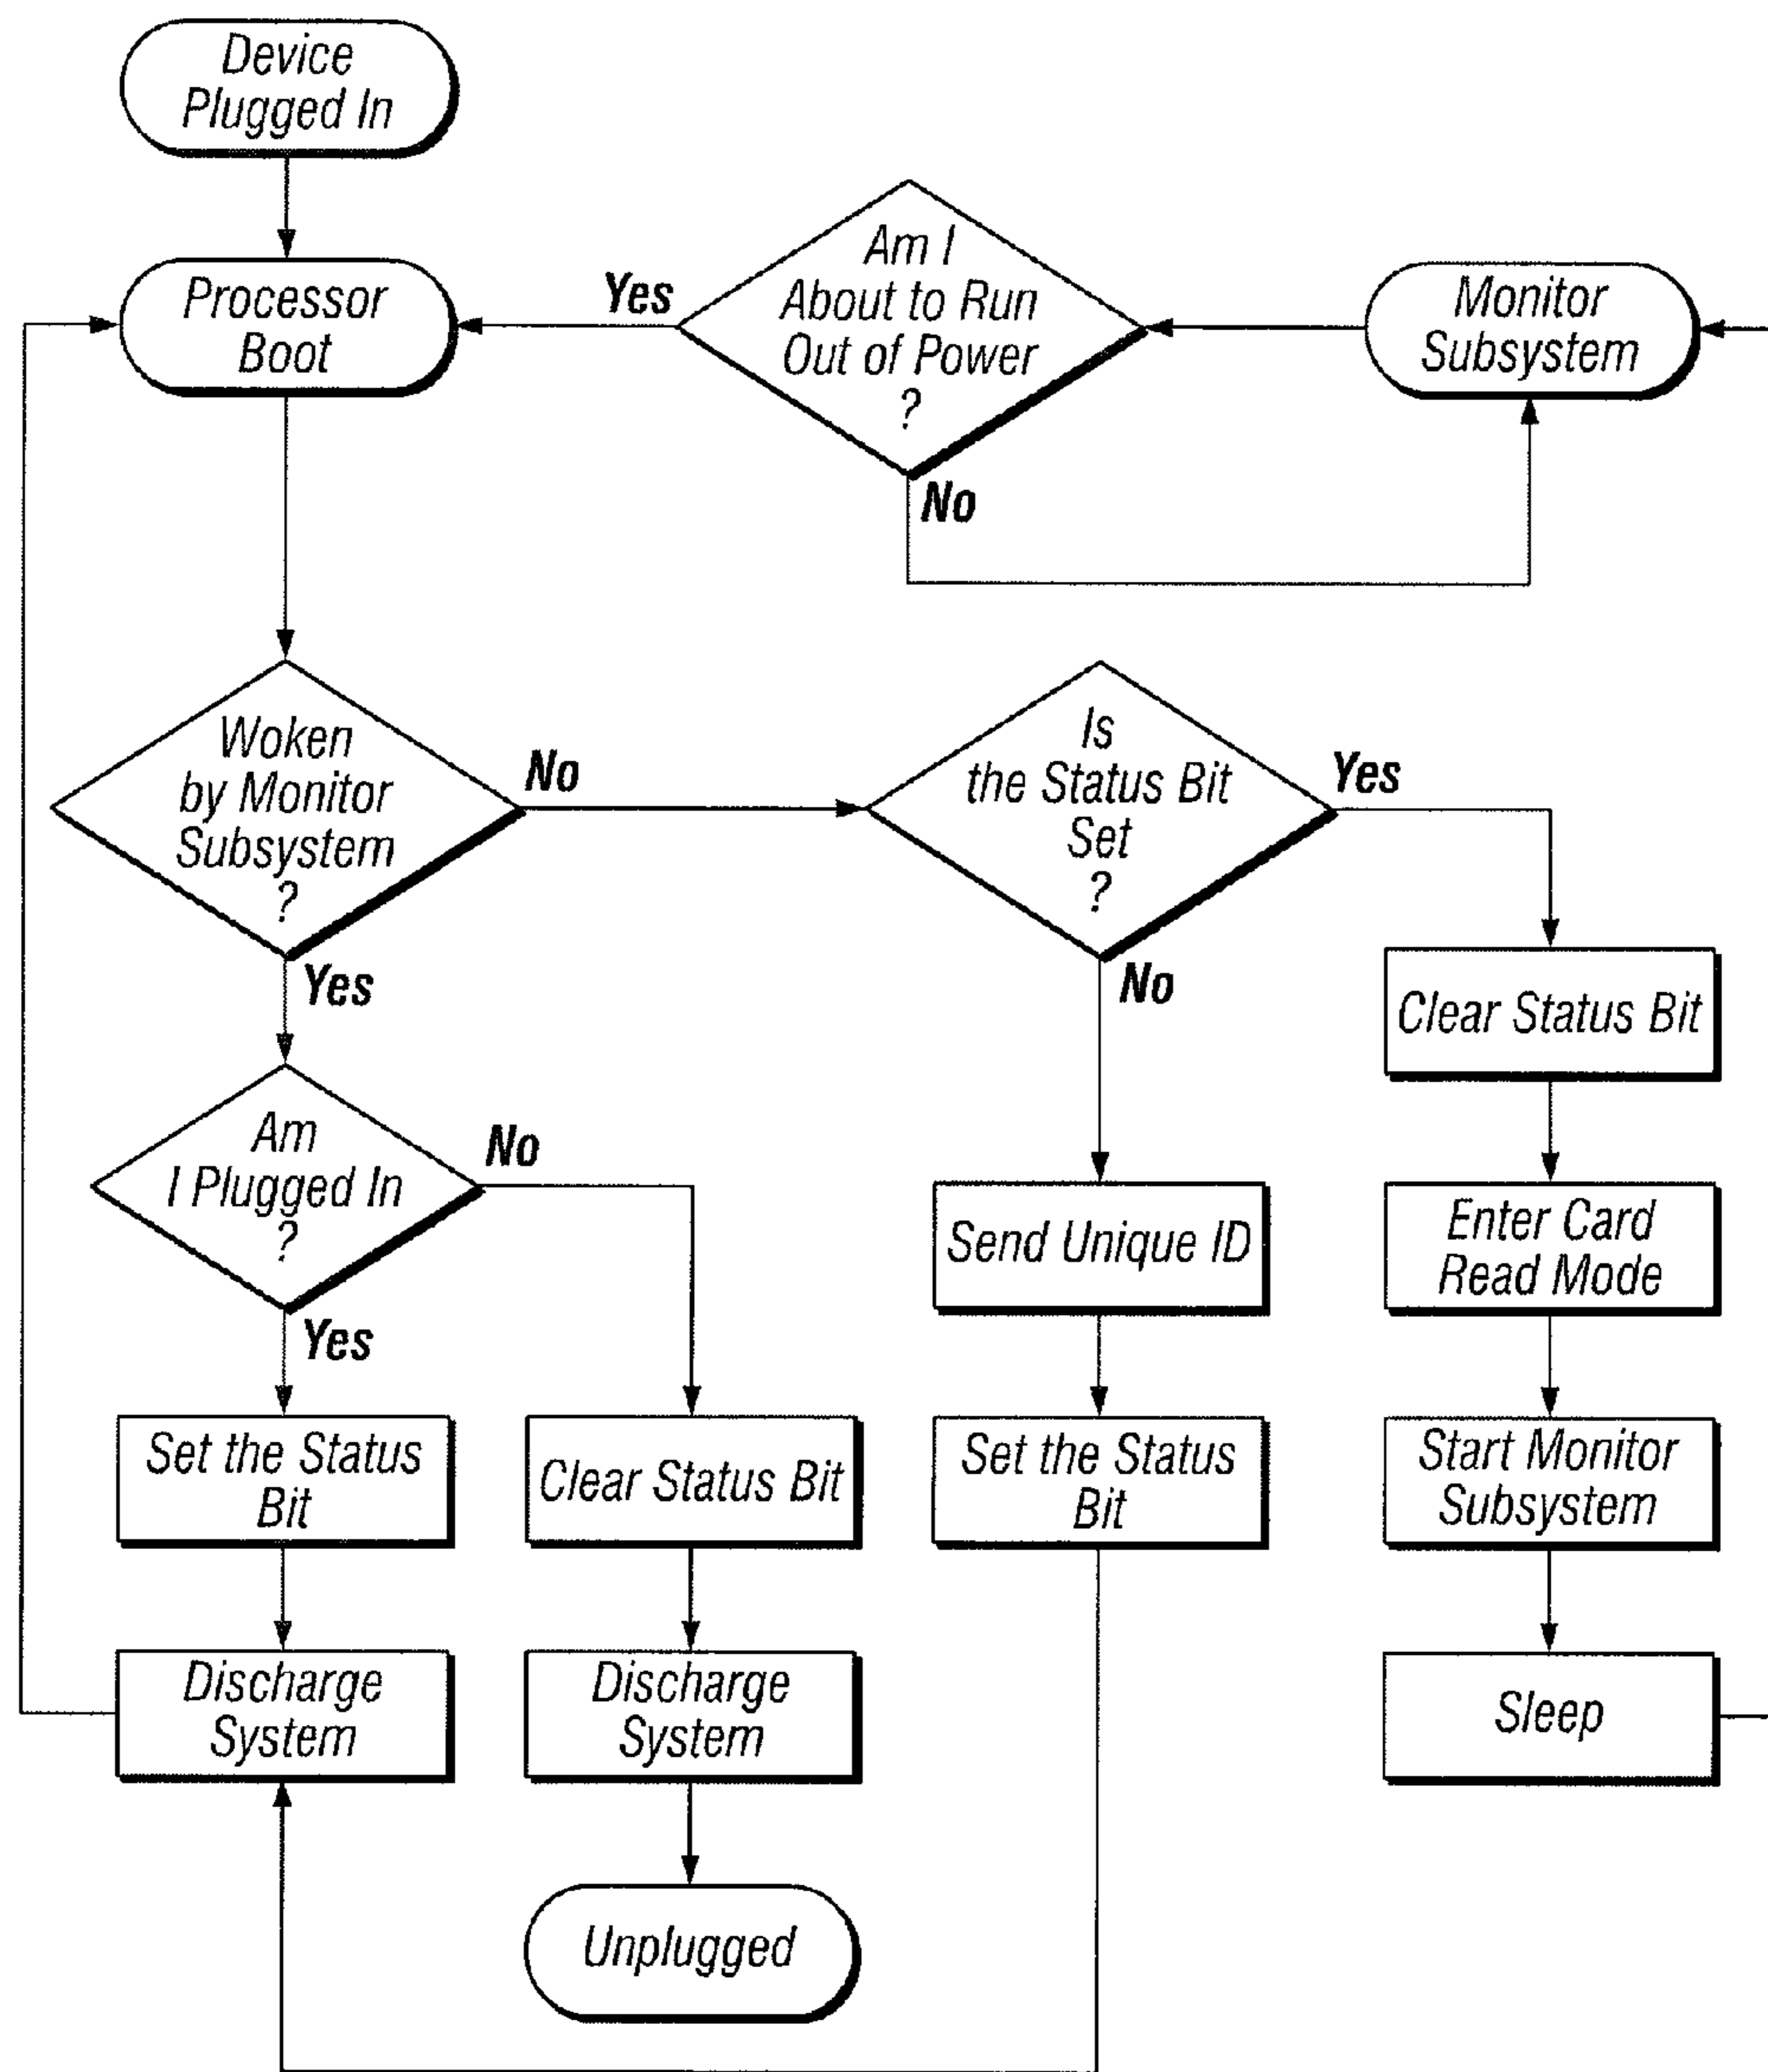 Device
Plugged In
Processor
Boot
Yes
Am I
About to Run
Out of Power
?
No
Monitor
Subsystem
Woken
by Monitor
Subsystem
?
No
Yes
Is
the Status Bit
Set
?
Yes
No
Clear Status Bit
Am
I Plugged In
?
No
Yes
Send Unique ID
Enter Card
Read Mode
Set the Status
Bit
Clear Status Bit
Set the Status
Bit
Start Monitor
Subsystem
Discharge
System
Discharge
System
Sleep
Unplugged